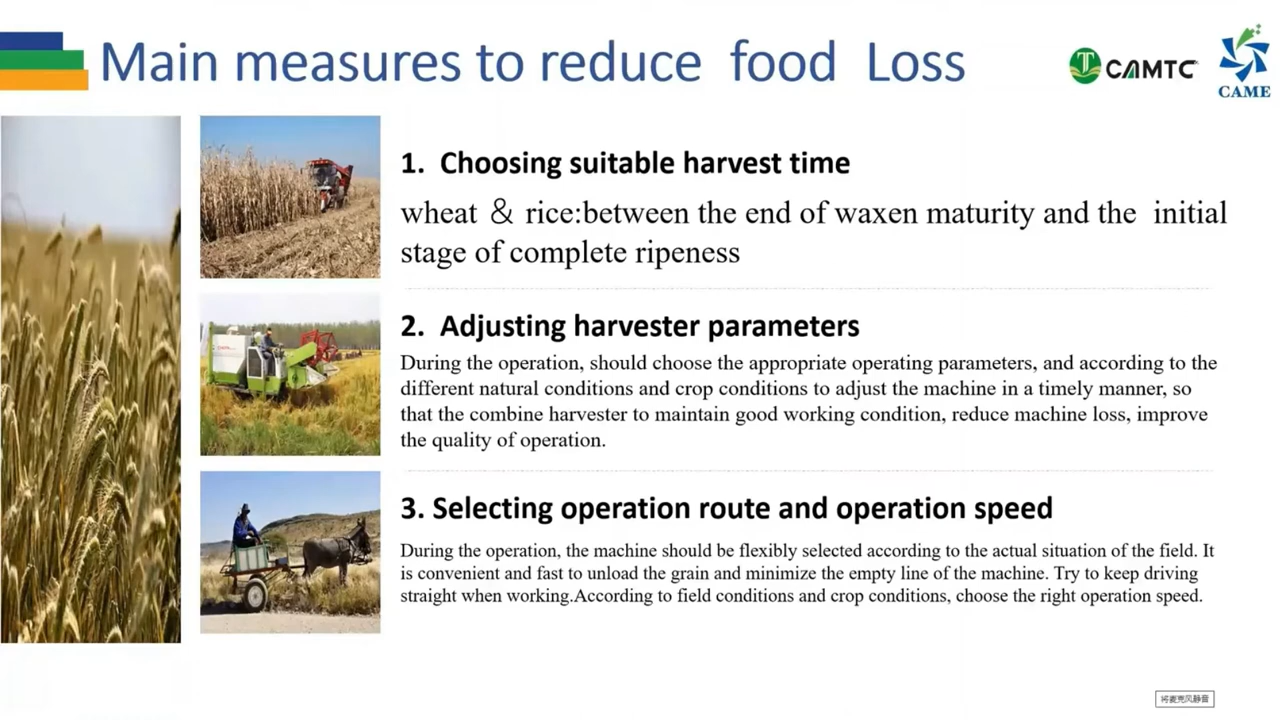 Main measures to reduce food Loss
CAMTC
CAME
1. Choosing suitable harvest time
wheat & rice:between the end of waxen maturity and the initial
stage of complete ripeness
2. Adjusting harvester parameters
During the operation, should choose the appropriate operating parameters, and according to the
different natural conditions and crop conditions to adjust the machine in a timely manner, so
that the combine harvester to maintain good working condition, reduce machine loss, improve
the quality of operation.
3. Selecting operation route and operation speed
During the operation, the machine should be flexibly selected according to the actual situation of the field. It
is convenient and fast to unload the grain and minimize the empty line of the machine. Try to keep driving
straight when working.According to field conditions and crop conditions, choose the right operation speed.
将麦克风静音